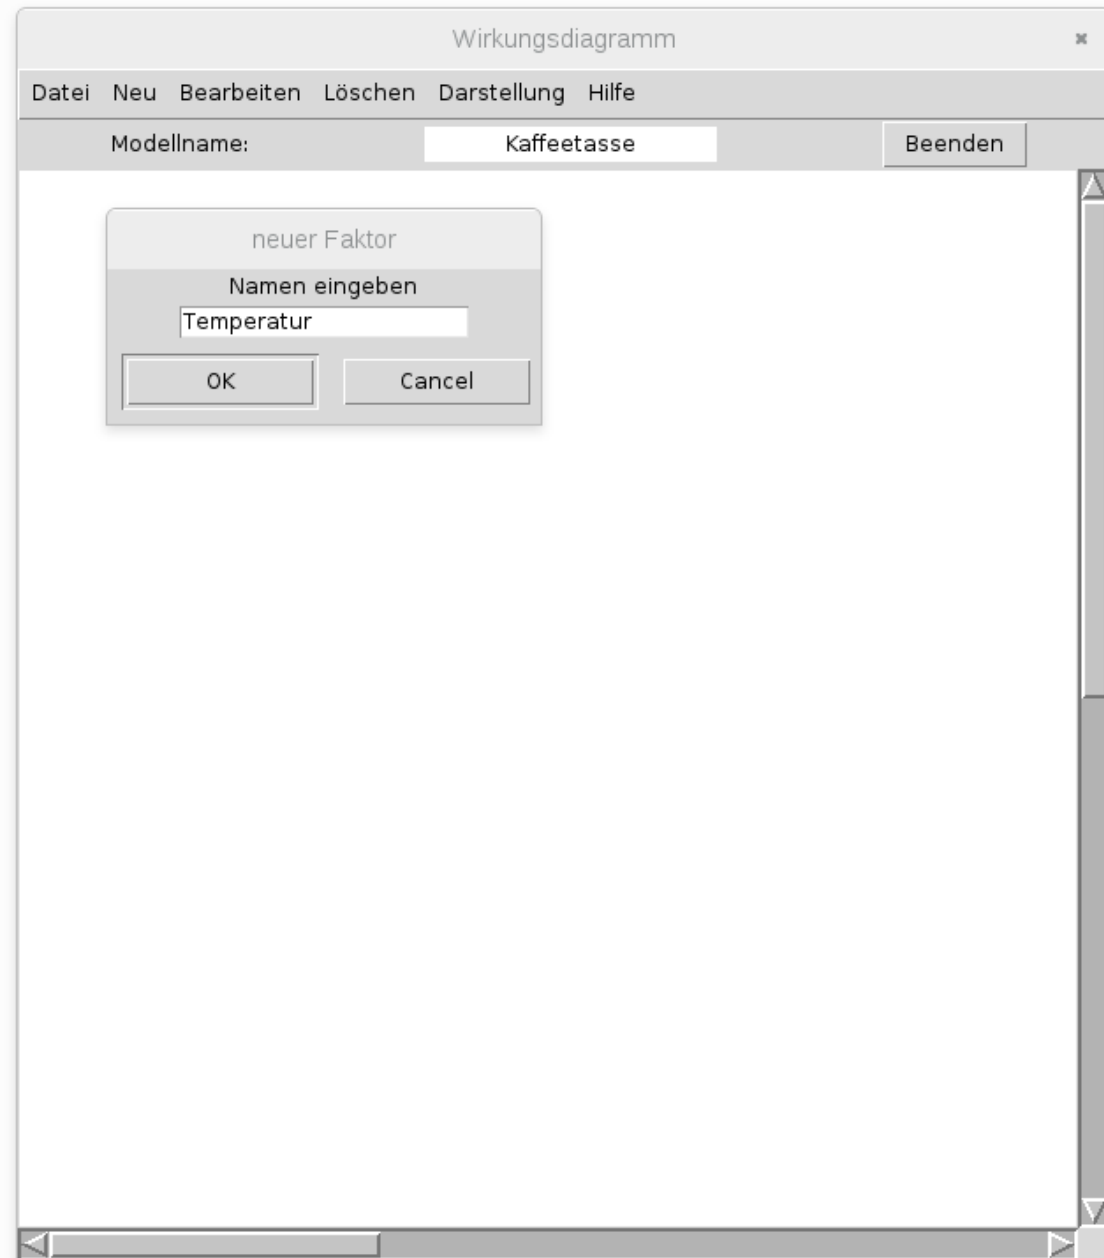 Wirkungsdiagramm
Datei Neu Bearbeiten Löschen Darstellung Hilfe
Modellname: Kaffeetasse Beenden
neuer Faktor
Namen eingeben
Temperatur
OK Cancel